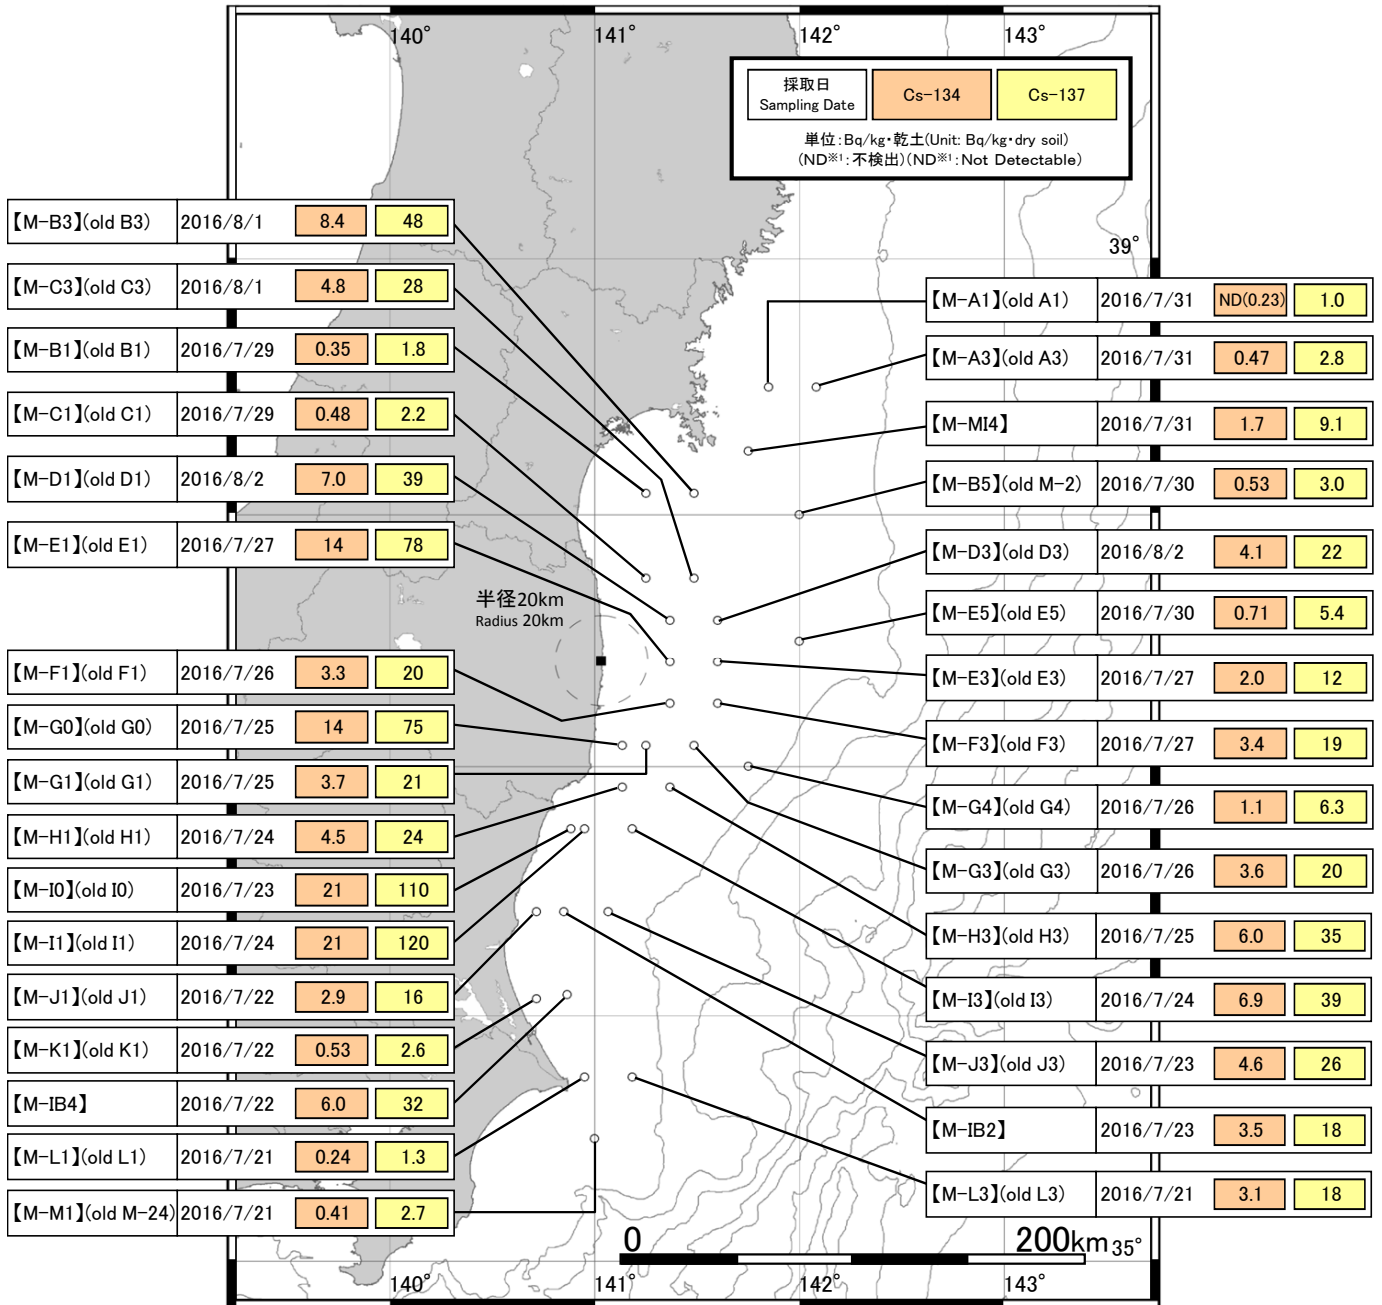 140°
141°
142°
143°
採取日
Sampling Date
Cs-134
Cs-137
単位:Bq/kg・乾土(Unit: Bq/kg・dry soil)
(ND※1:不検出)(ND※1:Not Detectable)
39°
【M-B3】(old B3) 2016/8/1 8.4 48
【M-C3】(old C3) 2016/8/1 4.8 28
【M-B1】(old B1) 2016/7/29 0.35 1.8
【M-C1】(old C1) 2016/7/29 0.48 2.2
【M-D1】(old D1) 2016/8/2 7.0 39
【M-E1】(old E1) 2016/7/27 14 78
半径20km
Radius 20km
【M-F1】(old F1) 2016/7/26 3.3 20
【M-G0】(old G0) 2016/7/25 14 75
【M-G1】(old G1) 2016/7/25 3.7 21
【M-H1】(old H1) 2016/7/24 4.5 24
【M-I0】(old I0) 2016/7/23 21 110
【M-I1】(old I1) 2016/7/24 21 120
【M-J1】(old J1) 2016/7/22 2.9 16
【M-K1】(old K1) 2016/7/22 0.53 2.6
【M-IB4】 2016/7/22 6.0 32
【M-L1】(old L1) 2016/7/21 0.24 1.3
【M-M1】(old M-24) 2016/7/21 0.41 2.7
【M-A1】(old A1) 2016/7/31 ND(0.23) 1.0
【M-A3】(old A3) 2016/7/31 0.47 2.8
【M-MI4】 2016/7/31 1.7 9.1
【M-B5】(old M-2) 2016/7/30 0.53 3.0
【M-D3】(old D3) 2016/8/2 4.1 22
【M-E5】(old E5) 2016/7/30 0.71 5.4
【M-E3】(old E3) 2016/7/27 2.0 12
【M-F3】(old F3) 2016/7/27 3.4 19
【M-G4】(old G4) 2016/7/26 1.1 6.3
【M-G3】(old G3) 2016/7/26 3.6 20
【M-H3】(old H3) 2016/7/25 6.0 35
【M-I3】(old I3) 2016/7/24 6.9 39
【M-J3】(old J3) 2016/7/23 4.6 26
【M-IB2】 2016/7/23 3.5 18
【M-L3】(old L3) 2016/7/21 3.1 18
0
200km
35°
140°
141°
142°
143°